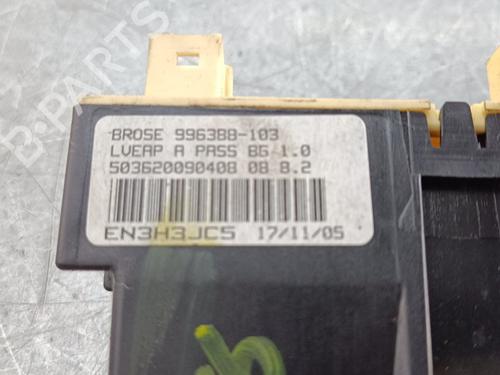 BROSE 996388-103
LVEAP A PASS BG 1.0
503620090408 08 8.2
EN3H3JC5 17/11/05
B-PARTS